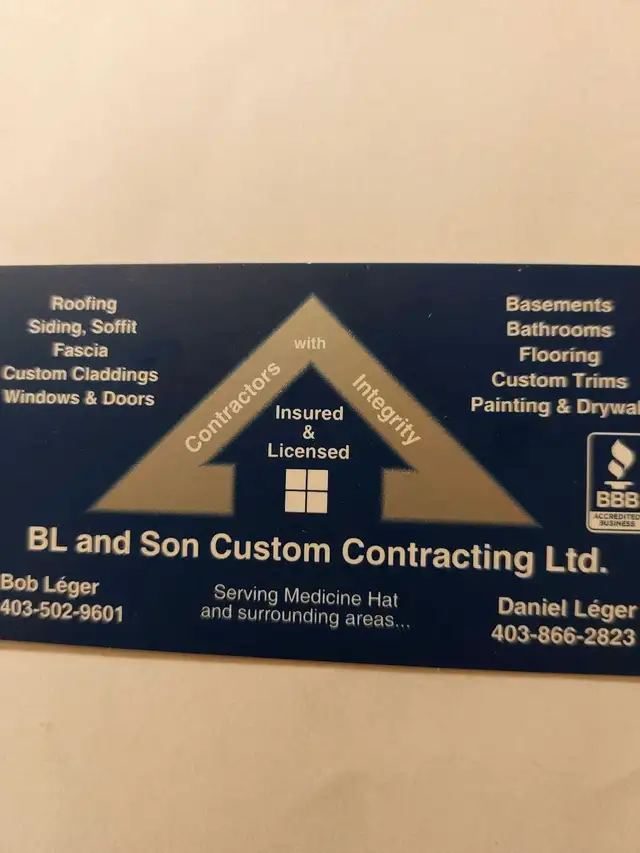 Roofing
Siding, Soffit
Fascia
Custom Claddings
Windows & Doors
Contractors with Integrity
Insured
&
Licensed
Basements
Bathrooms
Flooring
Custom Trims
Painting & Drywal
BBB
ACCREDITED
BUSINESS
BL and Son Custom Contracting Ltd.
Bob Léger
403-502-9601
Serving Medicine Hat
and surrounding areas...
Daniel Léger
403-866-2823